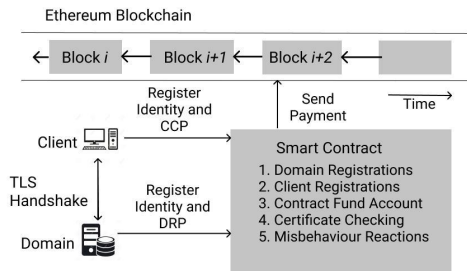 Ethereum Blockchain
Block i
Block i+1
Block i+2
Time
Register
Identity and
CCP
Send
Payment
Client
TLS
Handshake
Domain
Register
Identity and
DRP
Smart Contract
1. Domain Registrations
2. Client Registrations
3. Contract Fund Account
4. Certificate Checking
5. Misbehaviour Reactions